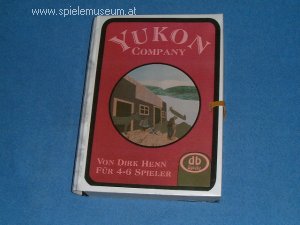 www.spielemuseum.at
YUKON
COMPANY
VON DIRK HENN
FÜR 4-6 SPIELER
db